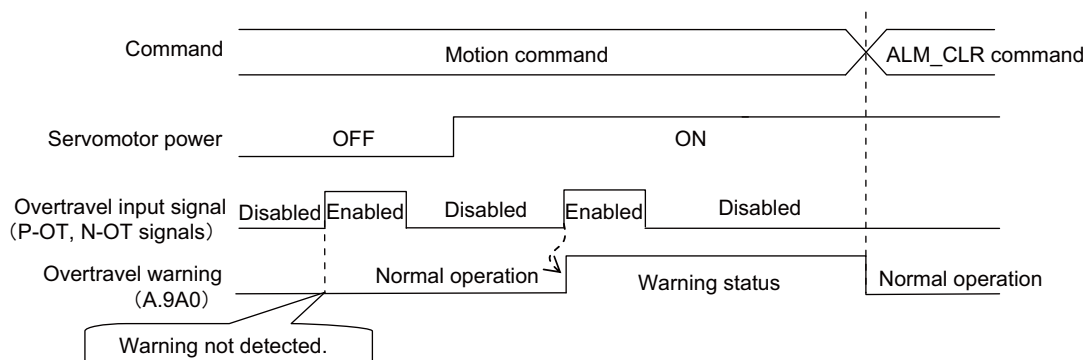 Command
Motion command
ALM_CLR command
Servomotor power
OFF
ON
Overtravel input signal
(P-OT, N-OT signals)
Disabled
Enabled
Disabled
Enabled
Disabled
Overtravel warning
(A.9A0)
Normal operation
Warning status
Normal operation
Warning not detected.